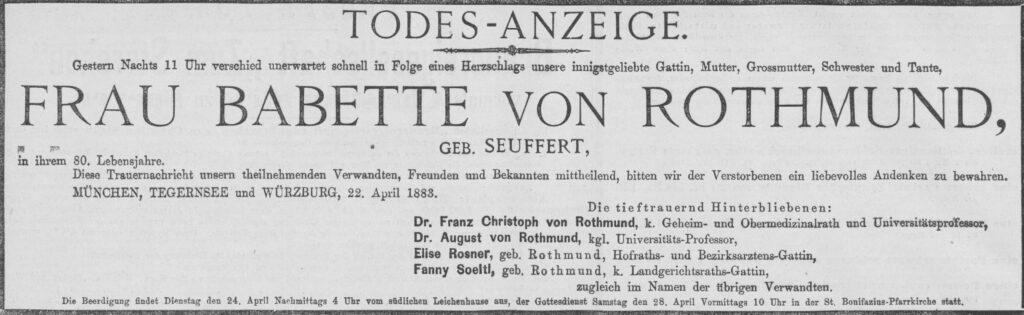 TODES-ANZEIGE.
Gestern Nachts 11 Uhr verschied unerwartet schnell in Folge eines Herzschlags unsere innigstgeliebte Gattin, Mutter, Grossmutter, Schwester und Tante,
FRAU BABETTE VON ROTHMUND,
GEB. SEUFFERT,
in ihrem 80. Lebensjahre.
Diese Trauernachricht unsern theilnehmenden Verwandten, Freunden und Bekannten mittheilend, bitten wir der Verstorbenen ein liebevolles Andenken zu bewahren.
MÜNCHEN, TEGERNSEE und WÜRZBURG, 22. April 1883.
Die tieftrauernd Hinterbliebenen:
Dr. Franz Christoph von Rothmund, k. Geheim- und Obermedizinalrath und Universitätsprofessor,
Dr. August von Rothmund, kgl. Universitäts-Professor,
Elise Rosner, geb. Rothmund, Hofraths- und Bezirksarztens-Gattin,
Fanny Soeltl, geb. Rothmund, k. Landgerichtsraths-Gattin,
zugleich im Namen der übrigen Verwandten.
Die Beerdigung findet Dienstag den 24. April Nachmittags 4 Uhr vom südlichen Leichenhause aus, der Gottesdienst Samstag den 28. April Vormittags 10 Uhr in der St. Bonifazius-Pfarrkirche statt.